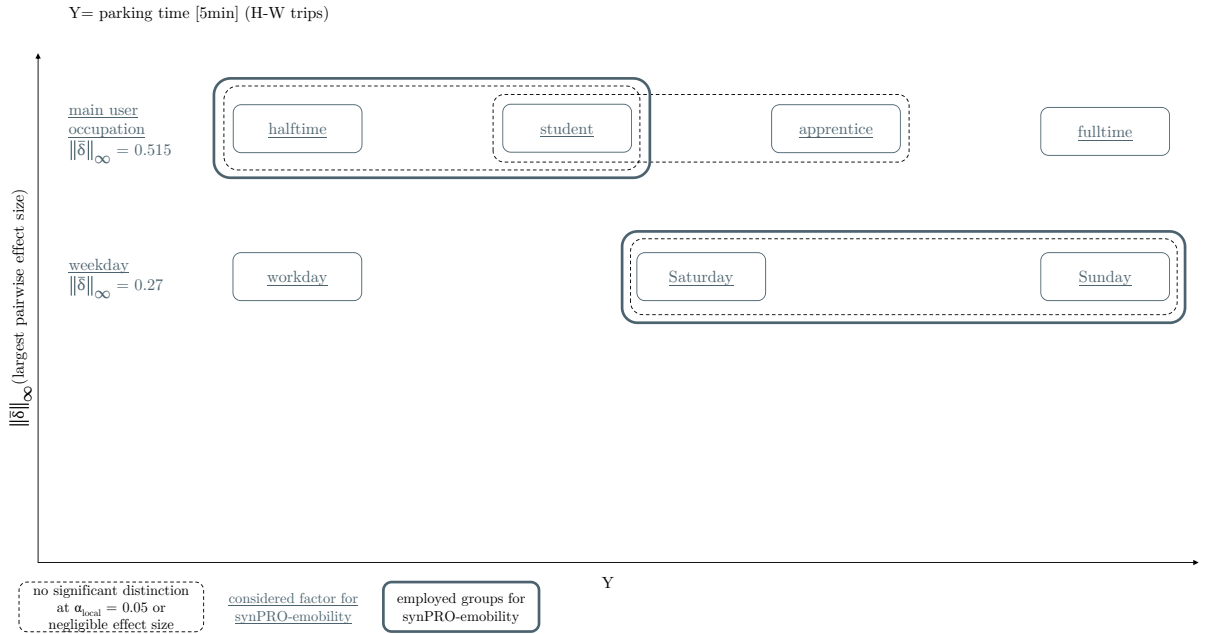 Y= parking time [5min] (H-W trips)
main user
occupation
‖δ̄‖∞ = 0.515
halftime
student
apprentice
fulltime
weekday
‖δ̄‖∞ = 0.27
workday
Saturday
Sunday
‖δ̄‖∞(largest pairwise effect size)
Y
no significant distinction
at αlocal = 0.05 or
negligible effect size
considered factor for
synPRO-emobility
employed groups for
synPRO-emobility